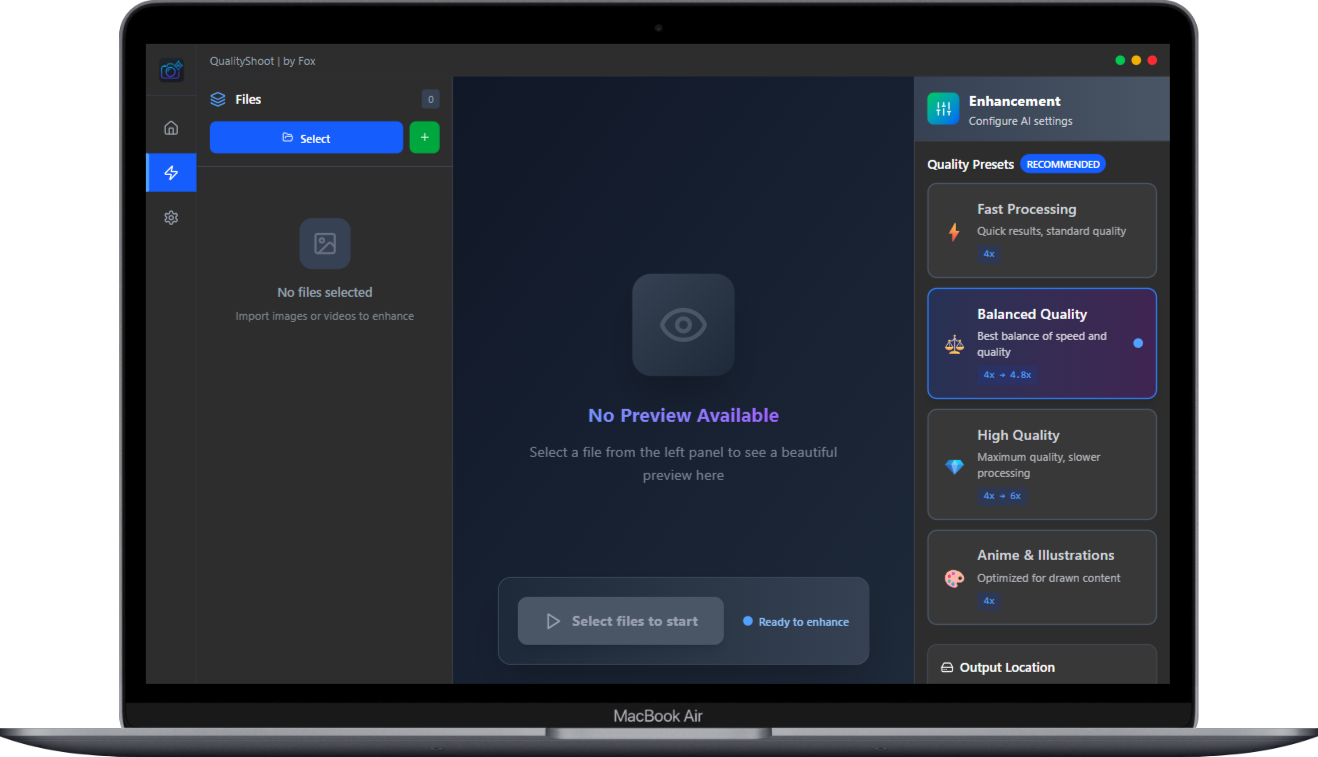 QualityShoot | by Fox
Files
0
Select
+
No files selected
Import images or videos to enhance
No Preview Available
Select a file from the left panel to see a beautiful
preview here
Select files to start
Ready to enhance
Enhancement
Configure AI settings
Quality Presets
RECOMMENDED
Fast Processing
Quick results, standard quality
4x
Balanced Quality
Best balance of speed and
quality
4x → 4.8x
High Quality
Maximum quality, slower
processing
4x → 6x
Anime & Illustrations
Optimized for drawn content
4x
Output Location
MacBook Air